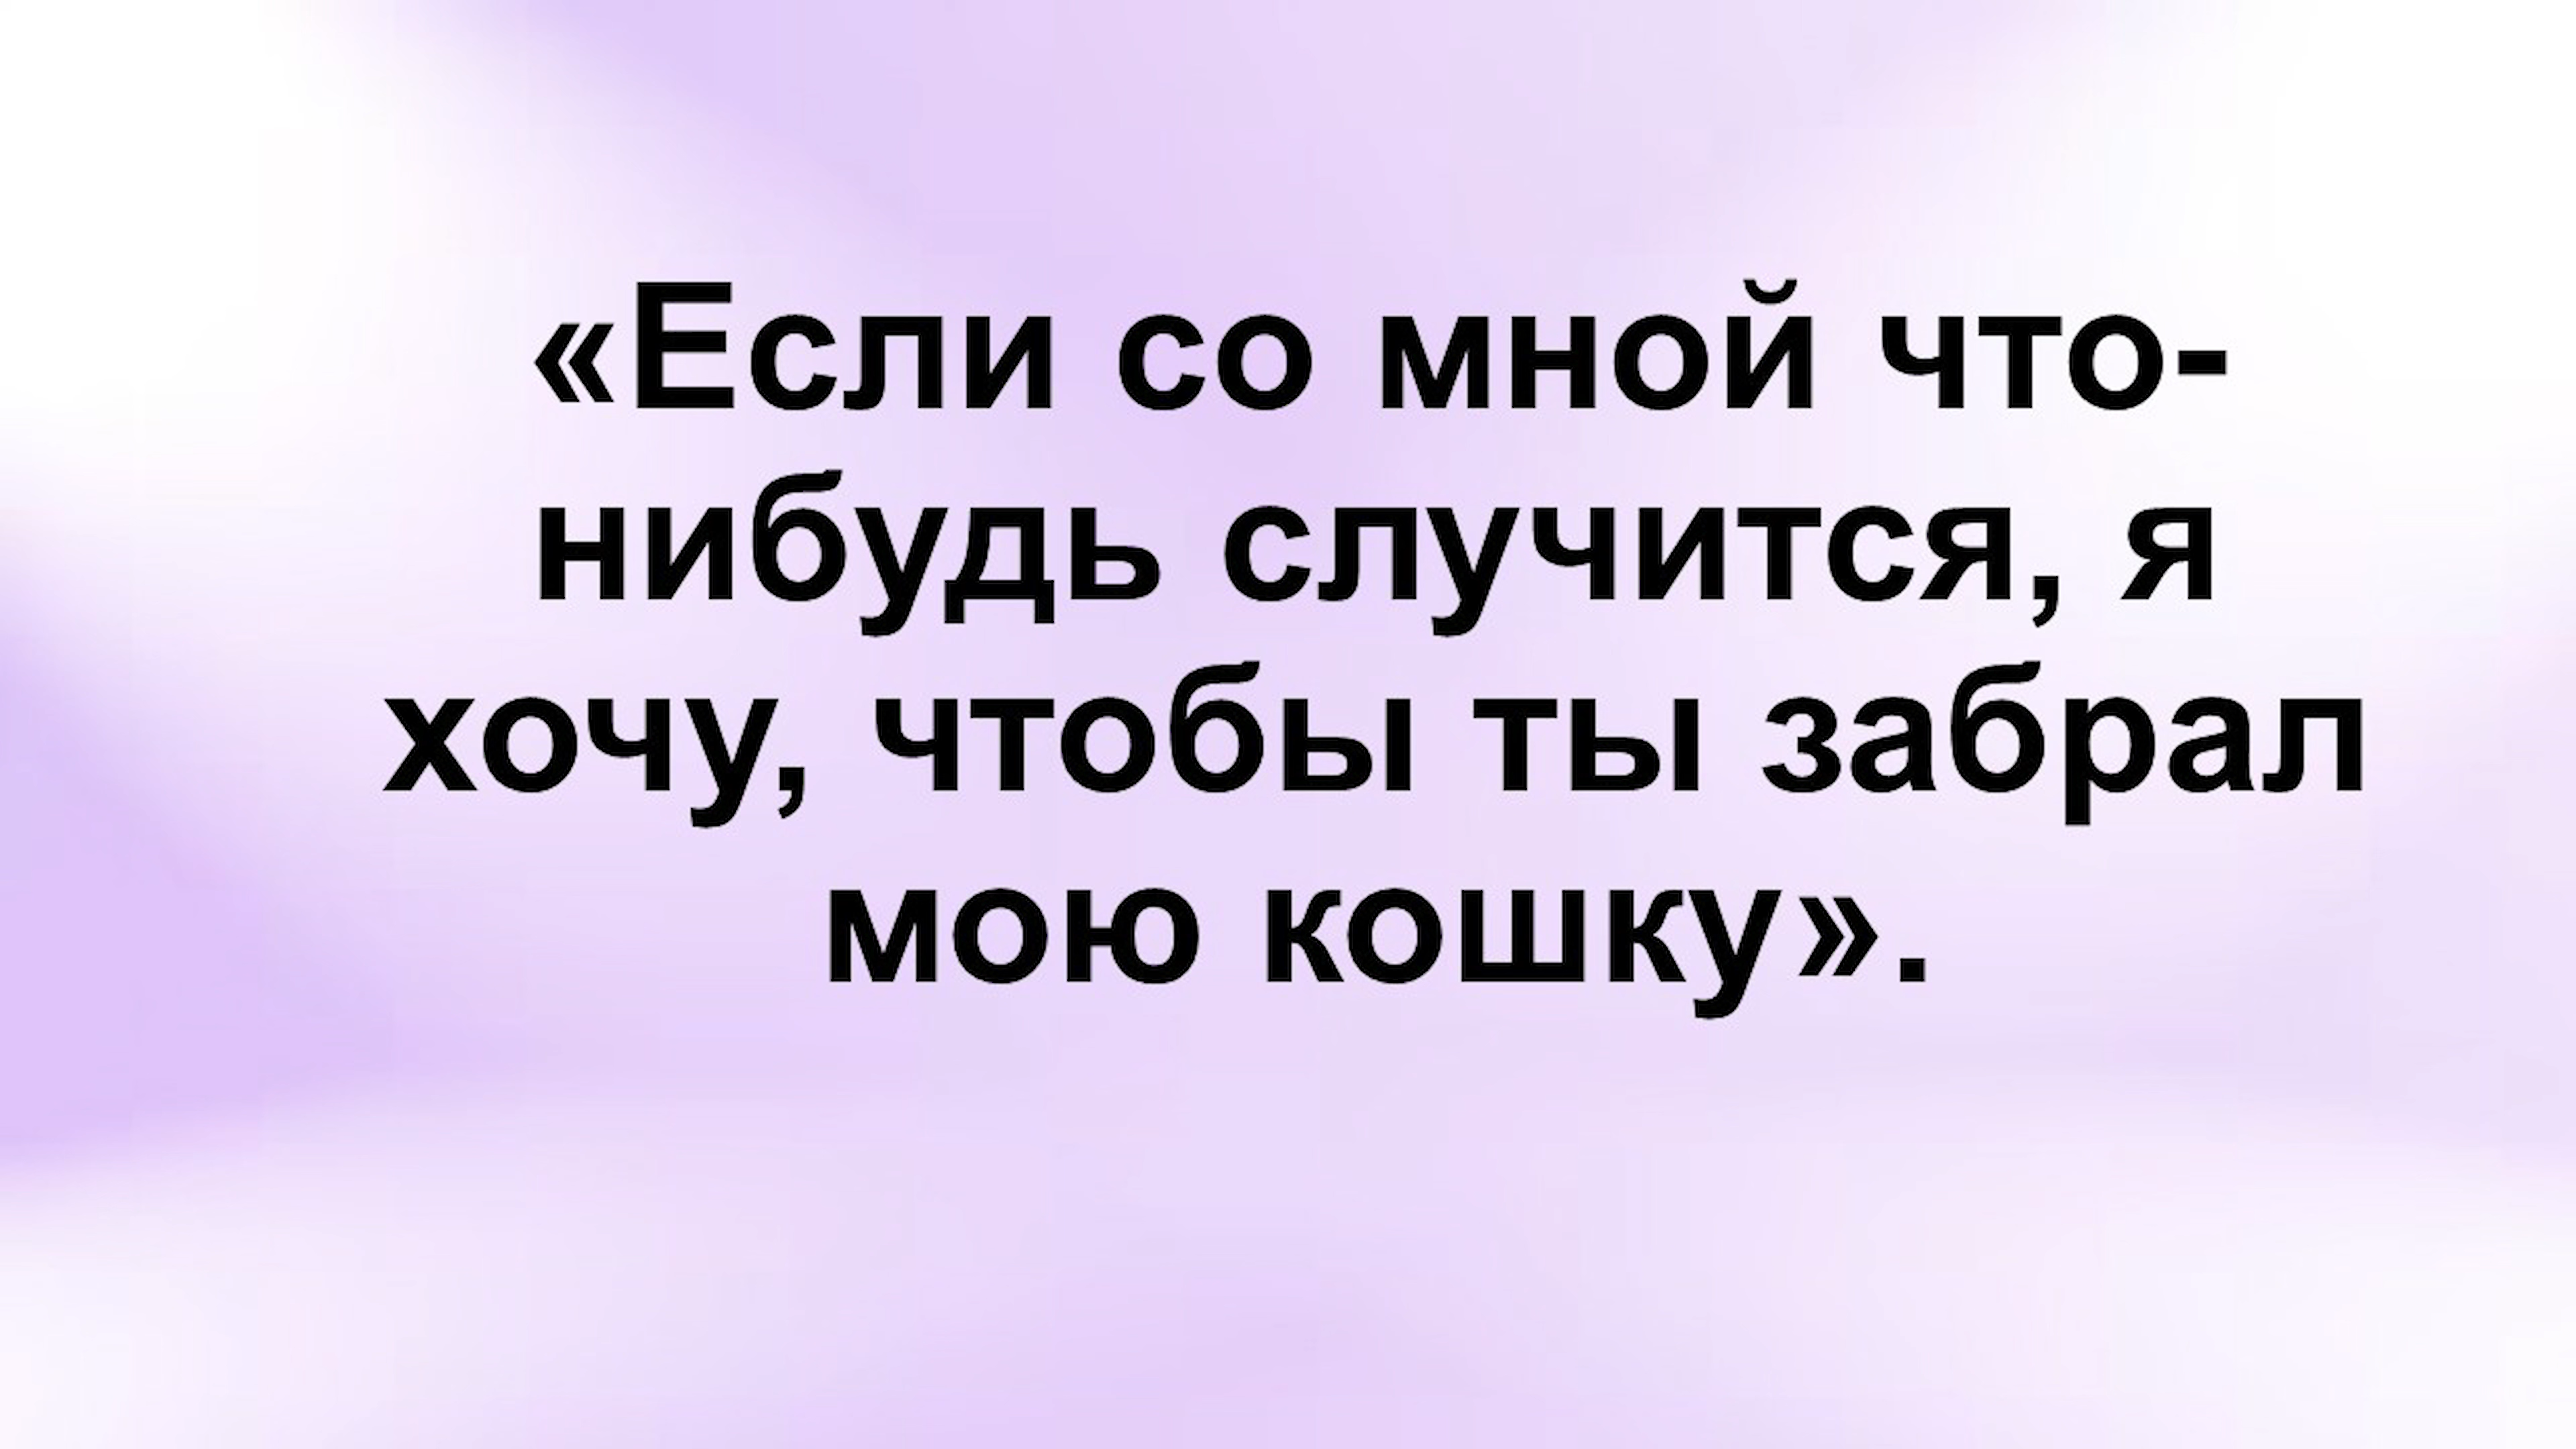 «Если со мной что-
нибудь случится, я
хочу, чтобы ты забрал
мою кошку».